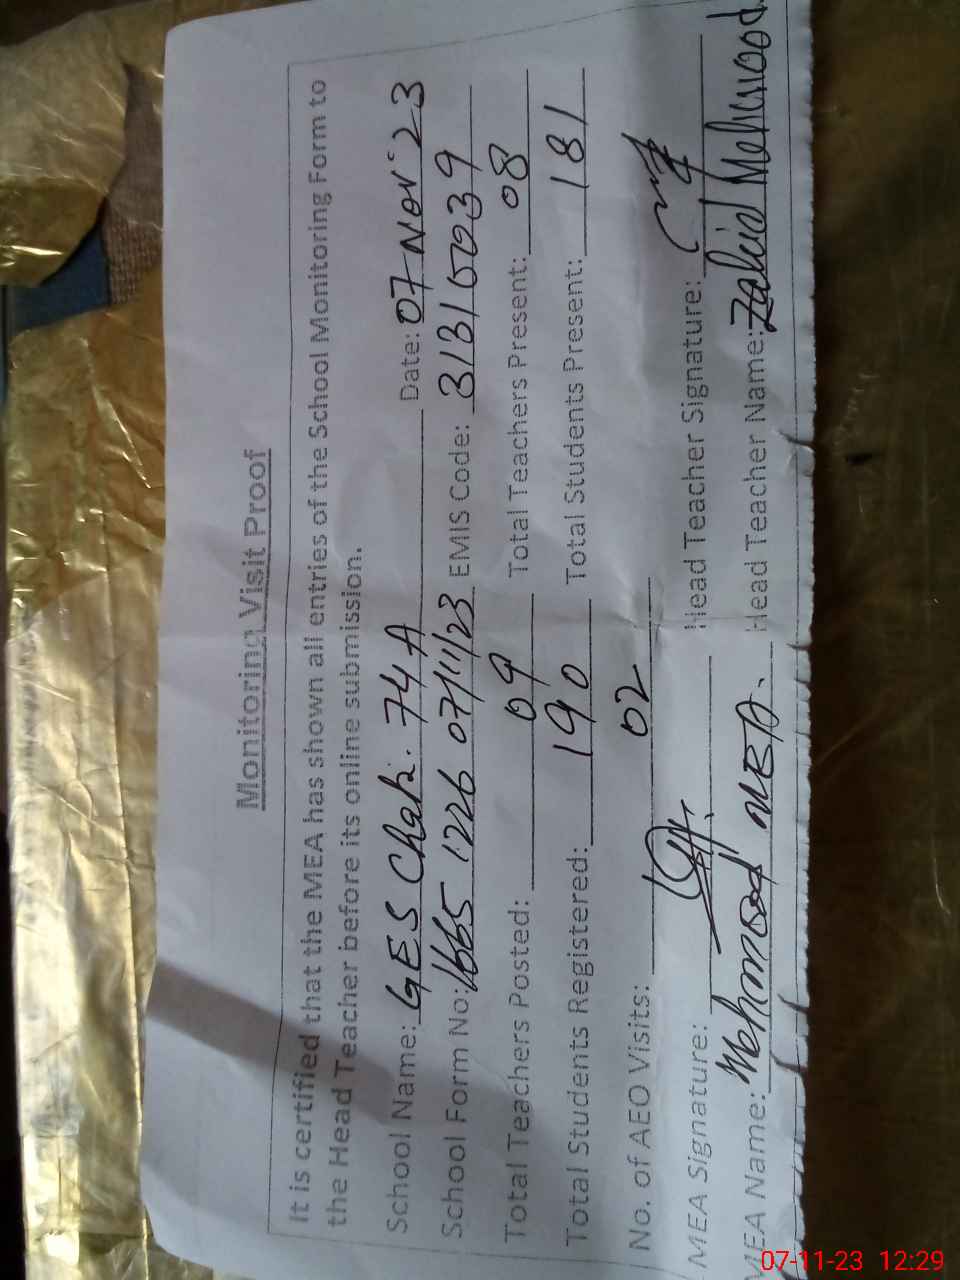 Monitoring Visit Proof
It is certified that the MEA has shown all entries of the School Monitoring Form to
the Head Teacher before its online submission.
School Name: GES Chak. 74 A Date: 07 Nov 23
School Form No: 1665 1226 07/11/23 EMIS Code: 31315039
Total Teachers Posted: 09 Total Teachers Present: 08
Total Students Registered: 190 Total Students Present: 181
No. of AEO Visits: 02
MEA Signature: Head Teacher Signature:
MEA Name: Mehmood MEA. Head Teacher Name: Zahid Mehmood
07-11-23 12:29